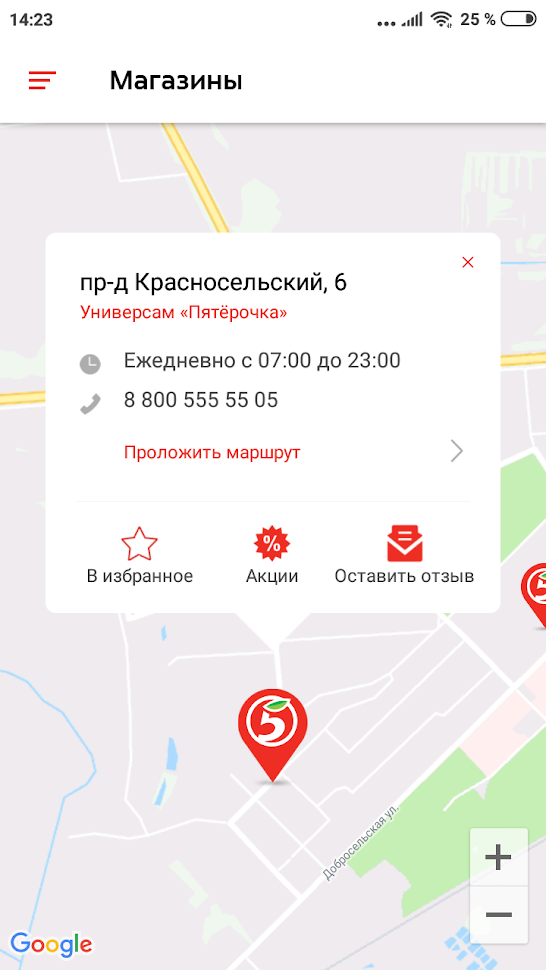 14:23
25 %
Магазины
пр-д Красносельский, 6
Универсам «Пятёрочка»
Ежедневно с 07:00 до 23:00
8 800 555 55 05
Проложить маршрут
%
В избранное
Акции
Оставить отзыв
5
5
Добросельская ул.
+
−
Google